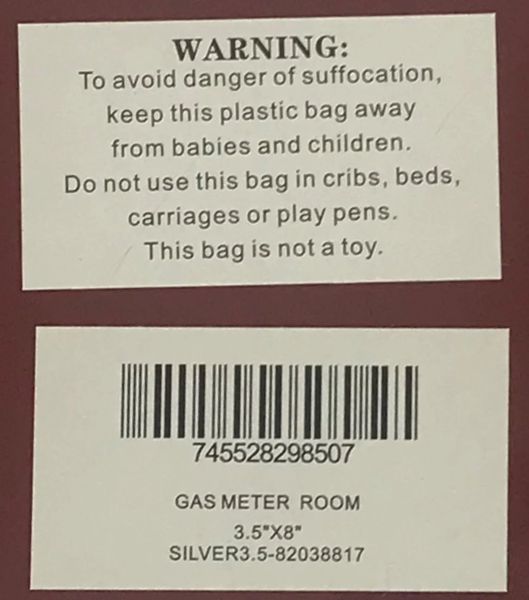 WARNING:
To avoid danger of suffocation,
keep this plastic bag away
from babies and children.
Do not use this bag in cribs, beds,
carriages or play pens.
This bag is not a toy.
745528298507
GAS METER ROOM
3.5"X8"
SILVER3.5-82038817